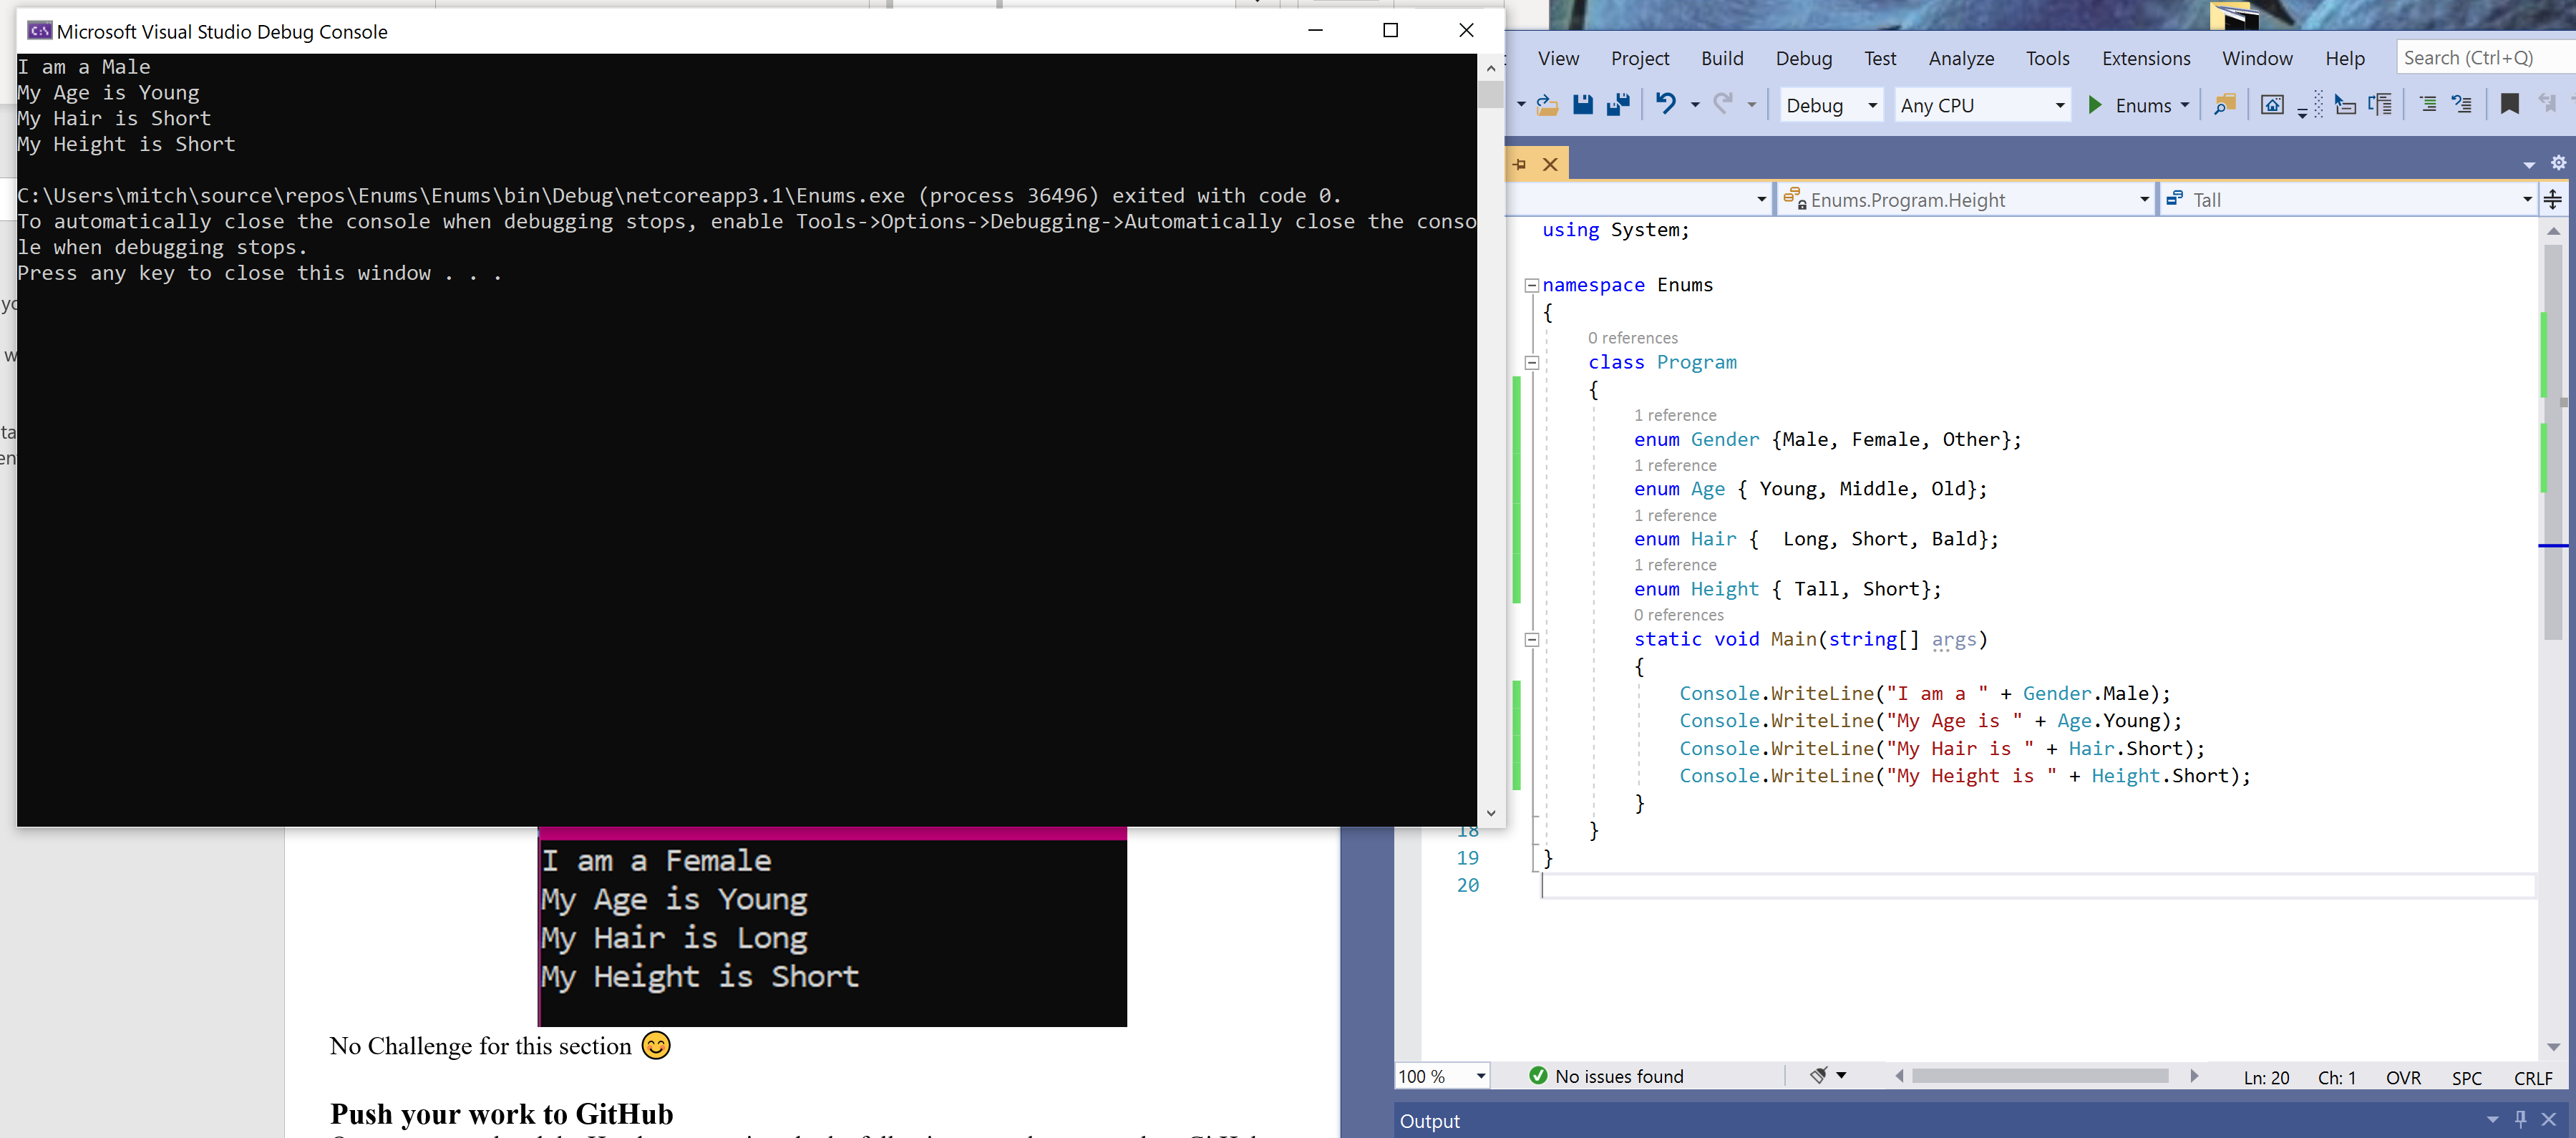 Microsoft Visual Studio Debug Console
I am a Male
My Age is Young
My Hair is Short
My Height is Short
C:\Users\mitch\source\repos\Enums\Enums\bin\Debug\netcoreapp3.1\Enums.exe (process 36496) exited with code 0.
To automatically close the console when debugging stops, enable Tools->Options->Debugging->Automatically close the conso
le when debugging stops.
Press any key to close this window . . .
I am a Female
My Age is Young
My Hair is Long
My Height is Short
No Challenge for this section 😊
Push your work to GitHub
View Project Build Debug Test Analyze Tools Extensions Window Help Search (Ctrl+Q)
Debug Any CPU Enums
Enums.Program.Height Tall
using System;
namespace Enums
{
0 references
class Program
{
1 reference
enum Gender {Male, Female, Other};
1 reference
enum Age { Young, Middle, Old};
1 reference
enum Hair {  Long, Short, Bald};
1 reference
enum Height { Tall, Short};
0 references
static void Main(string[] args)
{
Console.WriteLine("I am a " + Gender.Male);
Console.WriteLine("My Age is " + Age.Young);
Console.WriteLine("My Hair is " + Hair.Short);
Console.WriteLine("My Height is " + Height.Short);
}
18 }
19 }
20
100 % No issues found Ln: 20 Ch: 1 OVR SPC CRLF
Output